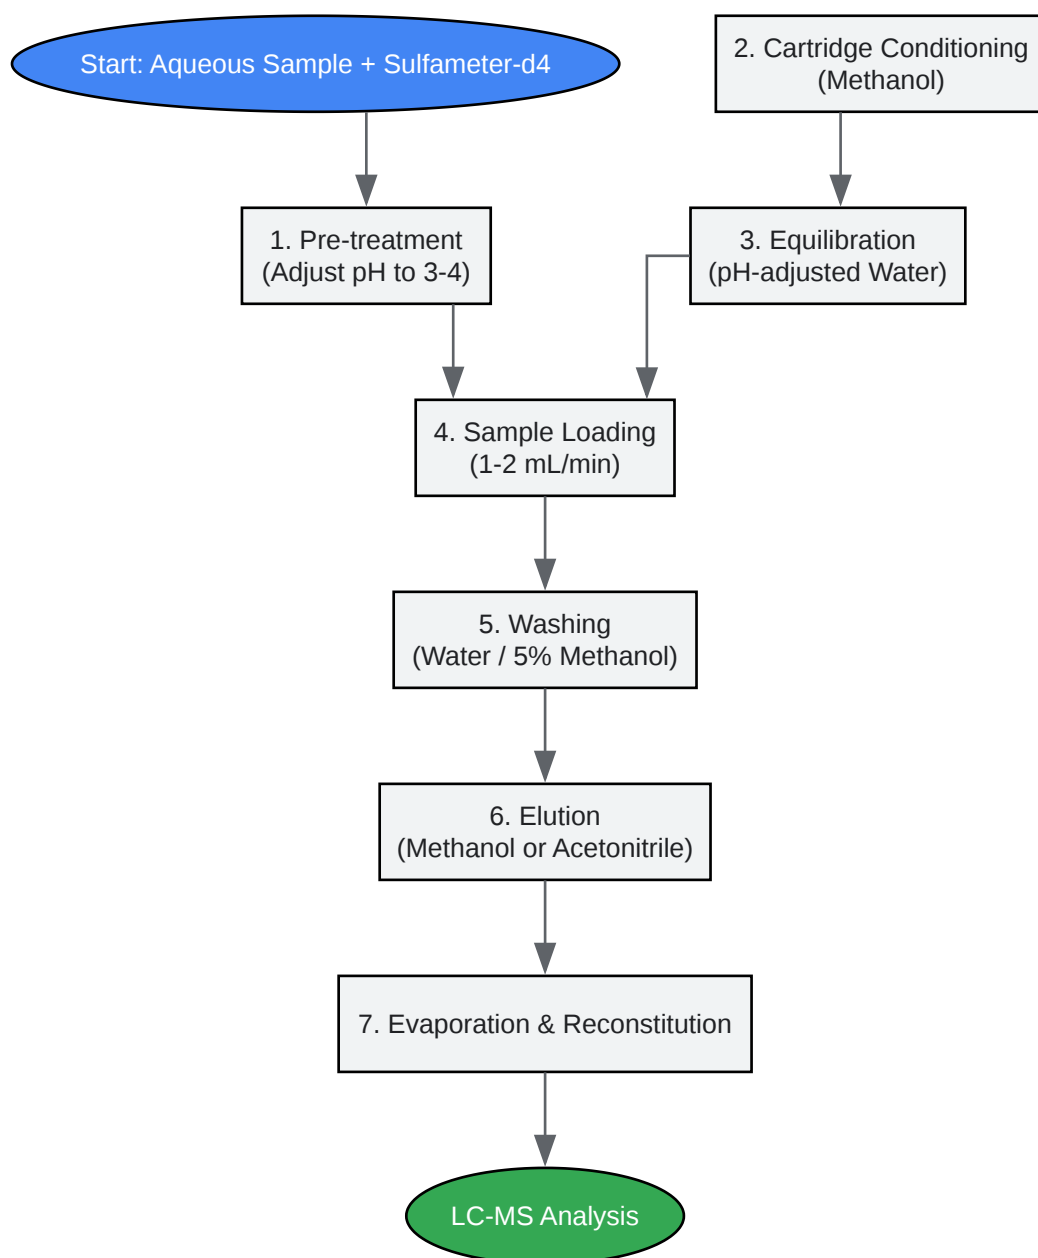 Start: Aqueous Sample + Sulfameter-d4
2. Cartridge Conditioning
(Methanol)
1. Pre-treatment
(Adjust pH to 3-4)
3. Equilibration
(pH-adjusted Water)
4. Sample Loading
(1-2 mL/min)
5. Washing
(Water / 5% Methanol)
6. Elution
(Methanol or Acetonitrile)
7. Evaporation & Reconstitution
LC-MS Analysis